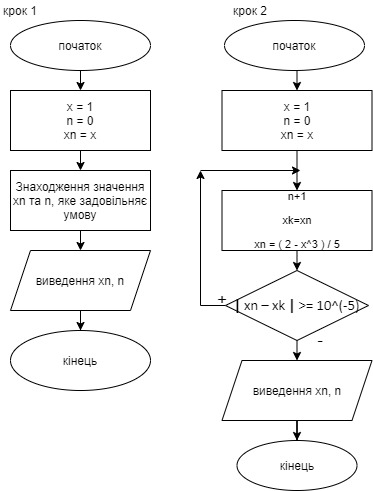 крок 1
початок
x = 1
n = 0
xn = x
Знаходження значення
xn та n, яке задовільняє
умову
виведення xn, n
кінець
крок 2
початок
x = 1
n = 0
xn = x
n+1
xk=xn
xn = ( 2 - x^3 ) / 5
+
| xn – xk | >= 10^(-5)
-
виведення xn, n
кінець